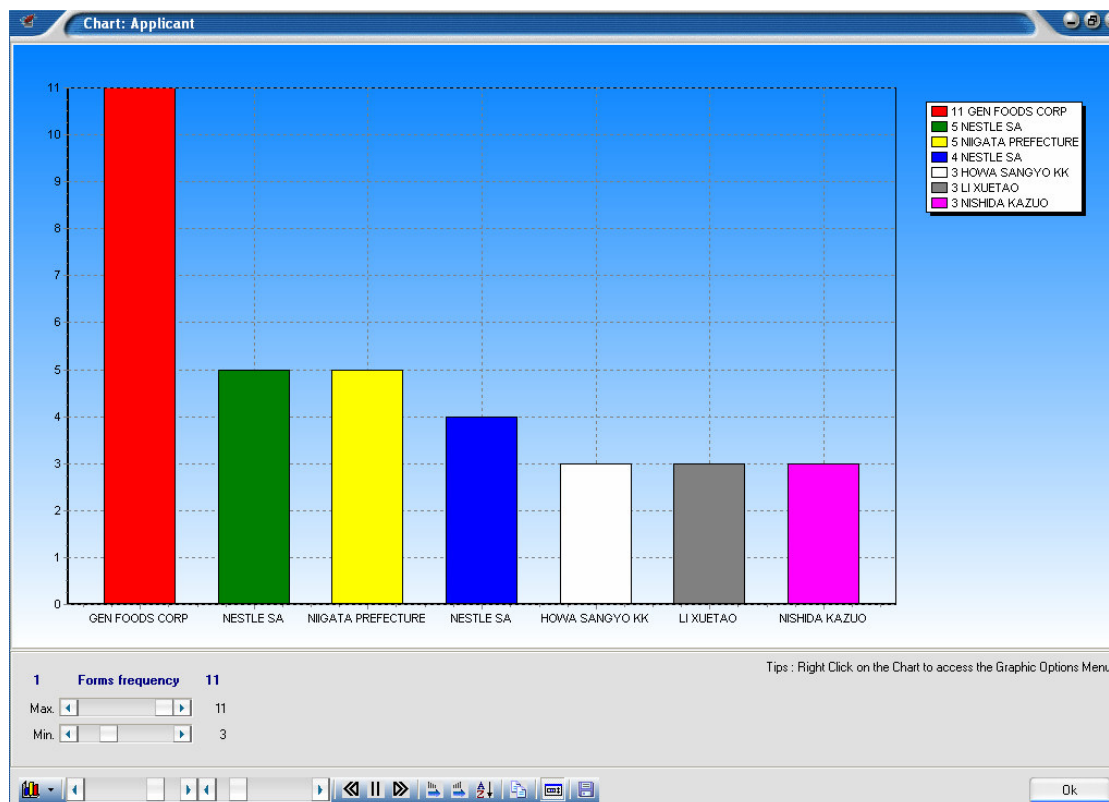 Chart: Applicant
11
10
9
8
7
6
5
4
3
2
1
0
GEN FOODS CORP NESTLE SA NIIGATA PREFECTURE NESTLE SA HOWA SANGYO KK LI XUETAO NISHIDA KAZUO
11 GEN FOODS CORP
5 NESTLE SA
5 NIIGATA PREFECTURE
4 NESTLE SA
3 HOWA SANGYO KK
3 LI XUETAO
3 NISHIDA KAZUO
Tips : Right Click on the Chart to access the Graphic Options Menu
1 Forms frequency 11
Max. 11
Min. 3
Ok